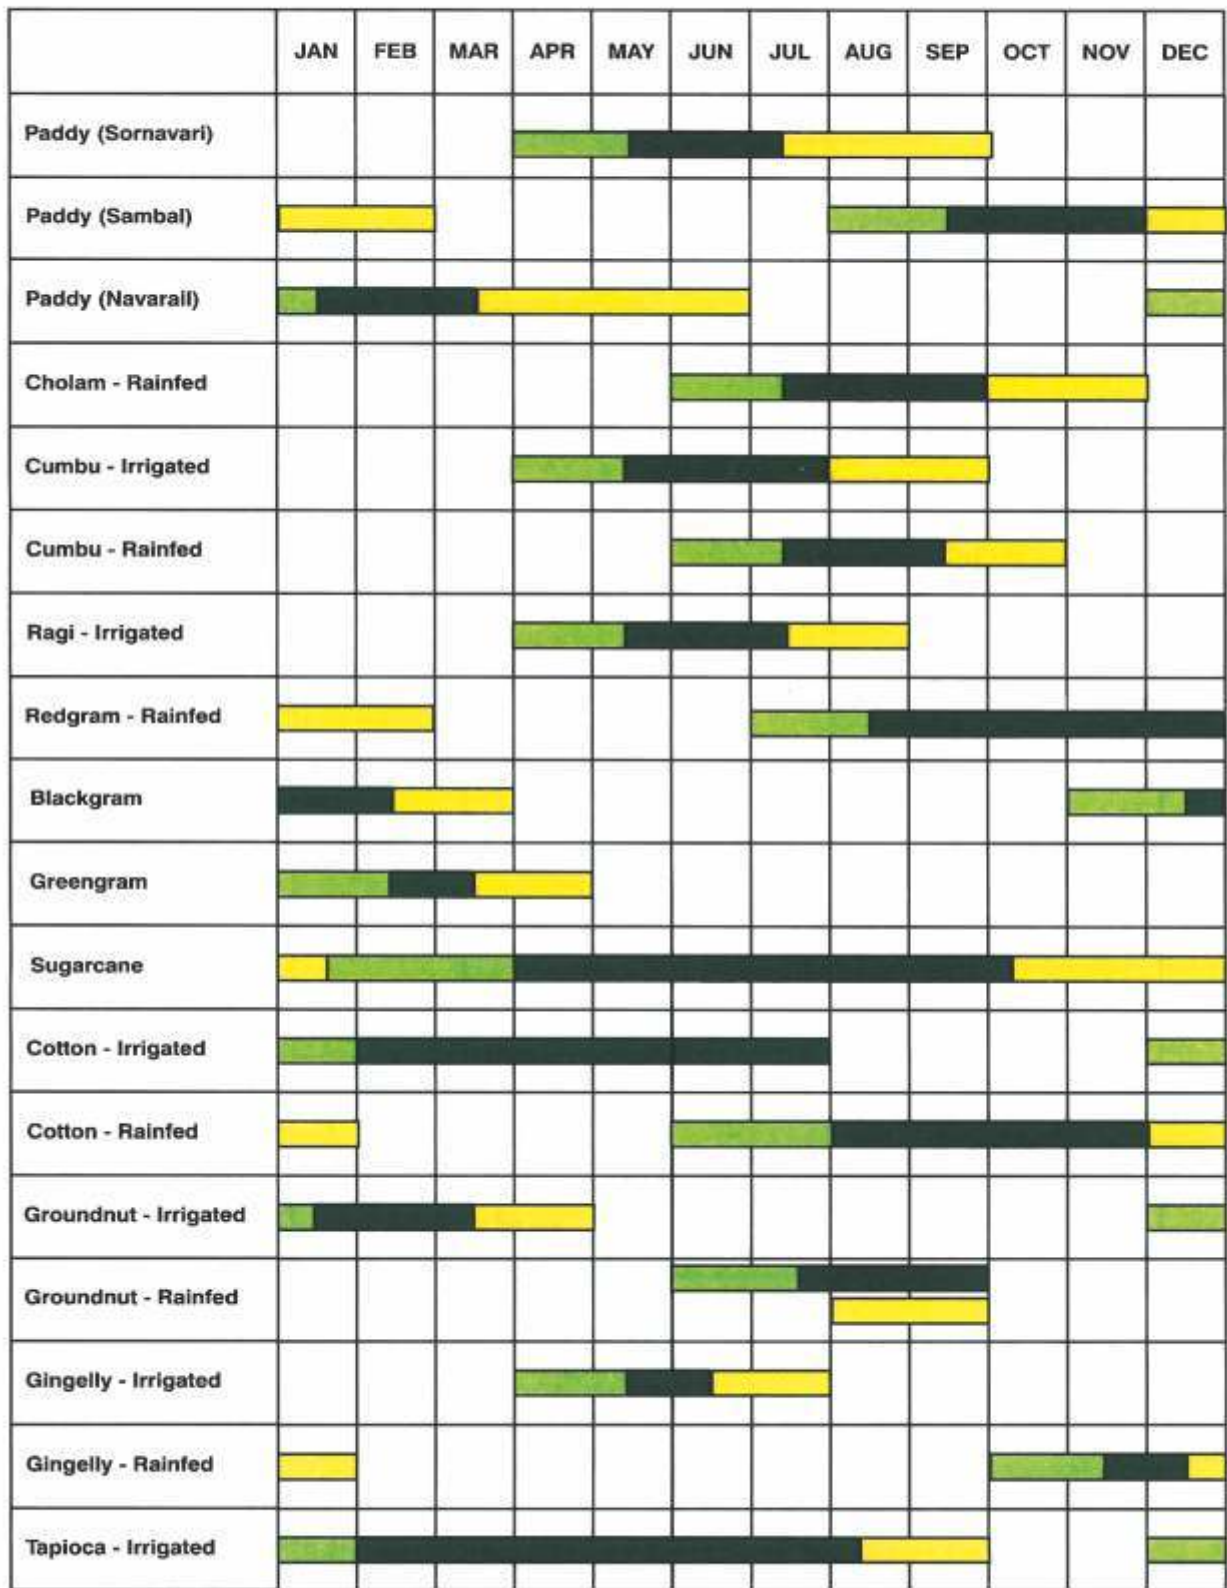 JAN FEB MAR APR MAY JUN JUL AUG SEP OCT NOV DEC
Paddy (Sornavari)
Paddy (Sambal)
Paddy (Navarail)
Cholam - Rainfed
Cumbu - Irrigated
Cumbu - Rainfed
Ragi - Irrigated
Redgram - Rainfed
Blackgram
Greengram
Sugarcane
Cotton - Irrigated
Cotton - Rainfed
Groundnut - Irrigated
Groundnut - Rainfed
Gingelly - Irrigated
Gingelly - Rainfed
Tapioca - Irrigated